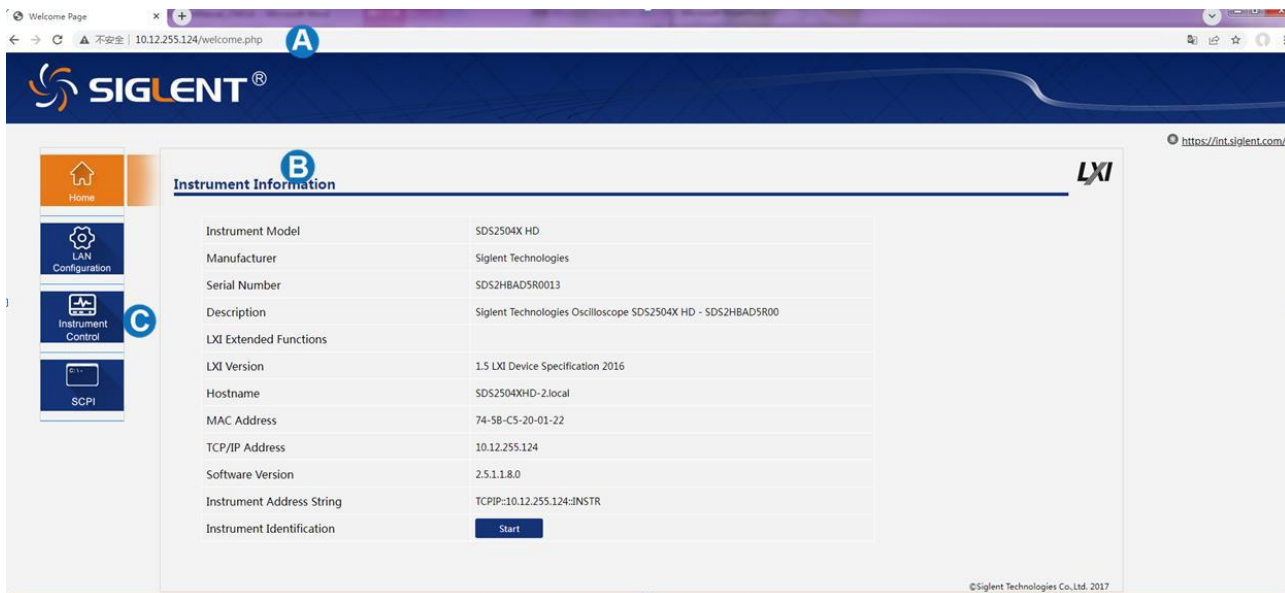 Welcome Page
不安全 10.12.255.124/welcome.php
A
SIGLENT®
https://int.siglent.com/
B
Instrument Information
LXI
Home
LAN
Configuration
Instrument
Control
C
C:\-
SCPI
Instrument Model SDS2504X HD
Manufacturer Siglent Technologies
Serial Number SDS2HBAD5R0013
Description Siglent Technologies Oscilloscope SDS2504X HD - SDS2HBAD5R00
LXI Extended Functions
LXI Version 1.5 LXI Device Specification 2016
Hostname SDS2504XHD-2.local
MAC Address 74-5B-C5-20-01-22
TCP/IP Address 10.12.255.124
Software Version 2.5.1.1.8.0
Instrument Address String TCPIP::10.12.255.124::INSTR
Instrument Identification Start
©Siglent Technologies Co.,Ltd. 2017